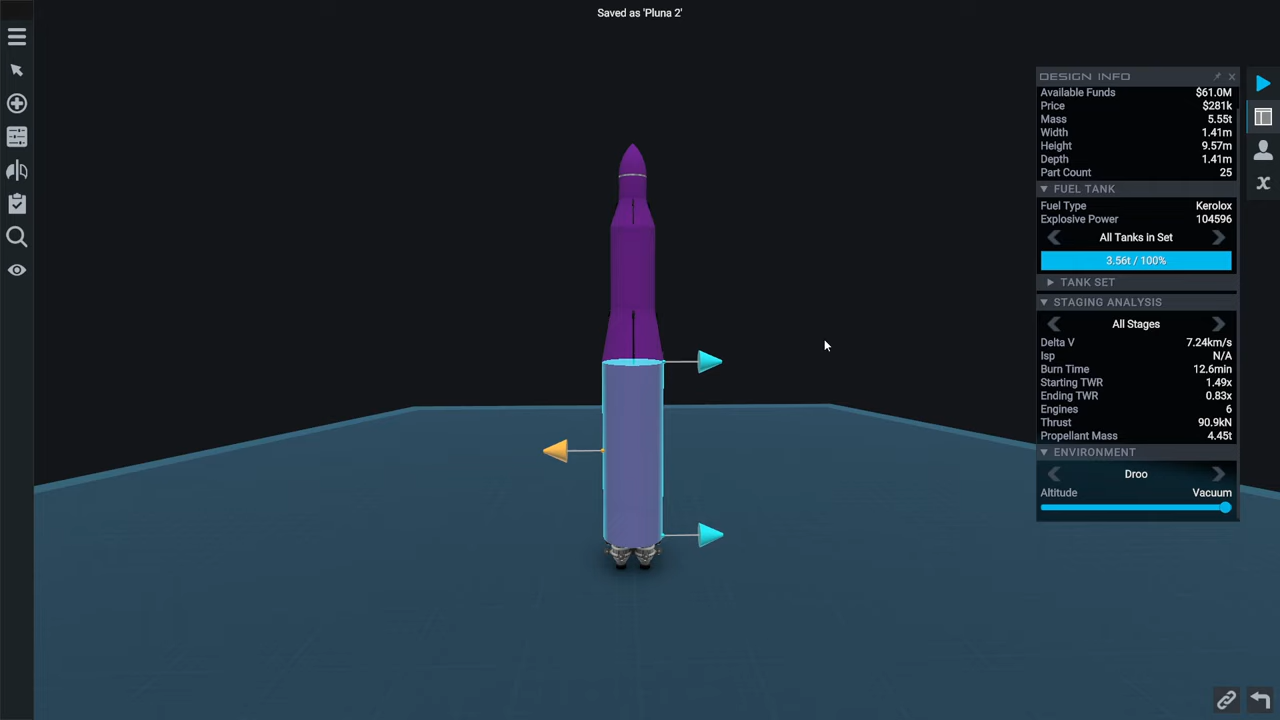 Saved as 'Pluna 2'
DESIGN INFO
Available Funds $61.0M
Price $281k
Mass 5.55t
Width 1.41m
Height 9.57m
Depth 1.41m
Part Count 25
FUEL TANK
Fuel Type Kerolox
Explosive Power 104596
All Tanks in Set
3.56t / 100%
TANK SET
STAGING ANALYSIS
All Stages
Delta V 7.24km/s
Isp N/A
Burn Time 12.6min
Starting TWR 1.49x
Ending TWR 0.83x
Engines 6
Thrust 90.9kN
Propellant Mass 4.45t
ENVIRONMENT
Droo
Altitude Vacuum